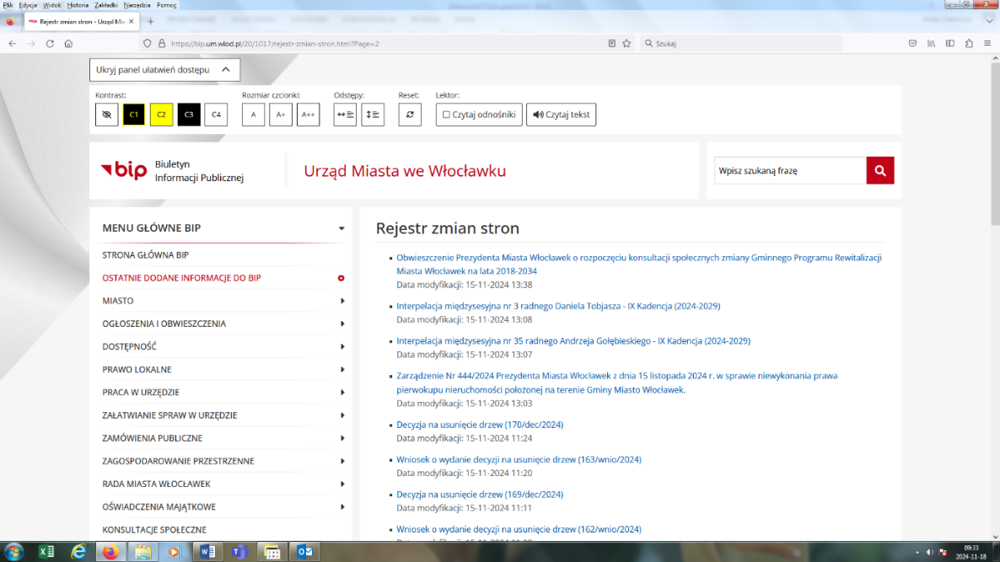 Plik Edycja Widok Historia Zakładki Narzędzia Pomoc
Rejestr zmian stron - Urząd Mia
https://bip.um.wlod.pl/20/1017/rejestr-zmian-stron.html?Page=2
Szukaj
Ukryj panel ułatwień dostępu
Kontrast: Rozmiar czcionki: Odstępy: Reset: Lektor:
C1 C2 C3 C4 A A+ A++ Czytaj odnośniki Czytaj tekst
bip Biuletyn
Informacji Publicznej
Urząd Miasta we Włocławku
Wpisz szukaną frazę
MENU GŁÓWNE BIP
STRONA GŁÓWNA BIP
OSTATNIE DODANE INFORMACJE DO BIP
MIASTO
OGŁOSZENIA I OBWIESZCZENIA
DOSTĘPNOŚĆ
PRAWO LOKALNE
PRACA W URZĘDZIE
ZAŁATWIANIE SPRAW W URZĘDZIE
ZAMÓWIENIA PUBLICZNE
ZAGOSPODAROWANIE PRZESTRZENNE
RADA MIASTA WŁOCŁAWEK
OŚWIADCZENIA MAJĄTKOWE
KONSULTACJE SPOŁECZNE
Rejestr zmian stron
Obwieszczenie Prezydenta Miasta Włocławek o rozpoczęciu konsultacji społecznych zmiany Gminnego Programu Rewitalizacji
Miasta Włocławek na lata 2018-2034
Data modyfikacji: 15-11-2024 13:38
Interpelacja międzysesyjna nr 3 radnego Daniela Tobjasza - IX Kadencja (2024-2029)
Data modyfikacji: 15-11-2024 13:08
Interpelacja międzysesyjna nr 35 radnego Andrzeja Gołębieskiego - IX Kadencja (2024-2029)
Data modyfikacji: 15-11-2024 13:07
Zarządzenie Nr 444/2024 Prezydenta Miasta Włocławek z dnia 15 listopada 2024 r. w sprawie niewykonania prawa
pierwokupu nieruchomości położonej na terenie Gminy Miasto Włocławek.
Data modyfikacji: 15-11-2024 13:03
Decyzja na usunięcie drzew (170/dec/2024)
Data modyfikacji: 15-11-2024 11:24
Wniosek o wydanie decyzji na usunięcie drzew (163/wnio/2024)
Data modyfikacji: 15-11-2024 11:20
Decyzja na usunięcie drzew (169/dec/2024)
Data modyfikacji: 15-11-2024 11:11
Wniosek o wydanie decyzji na usunięcie drzew (162/wnio/2024)
09:33
2024-11-18